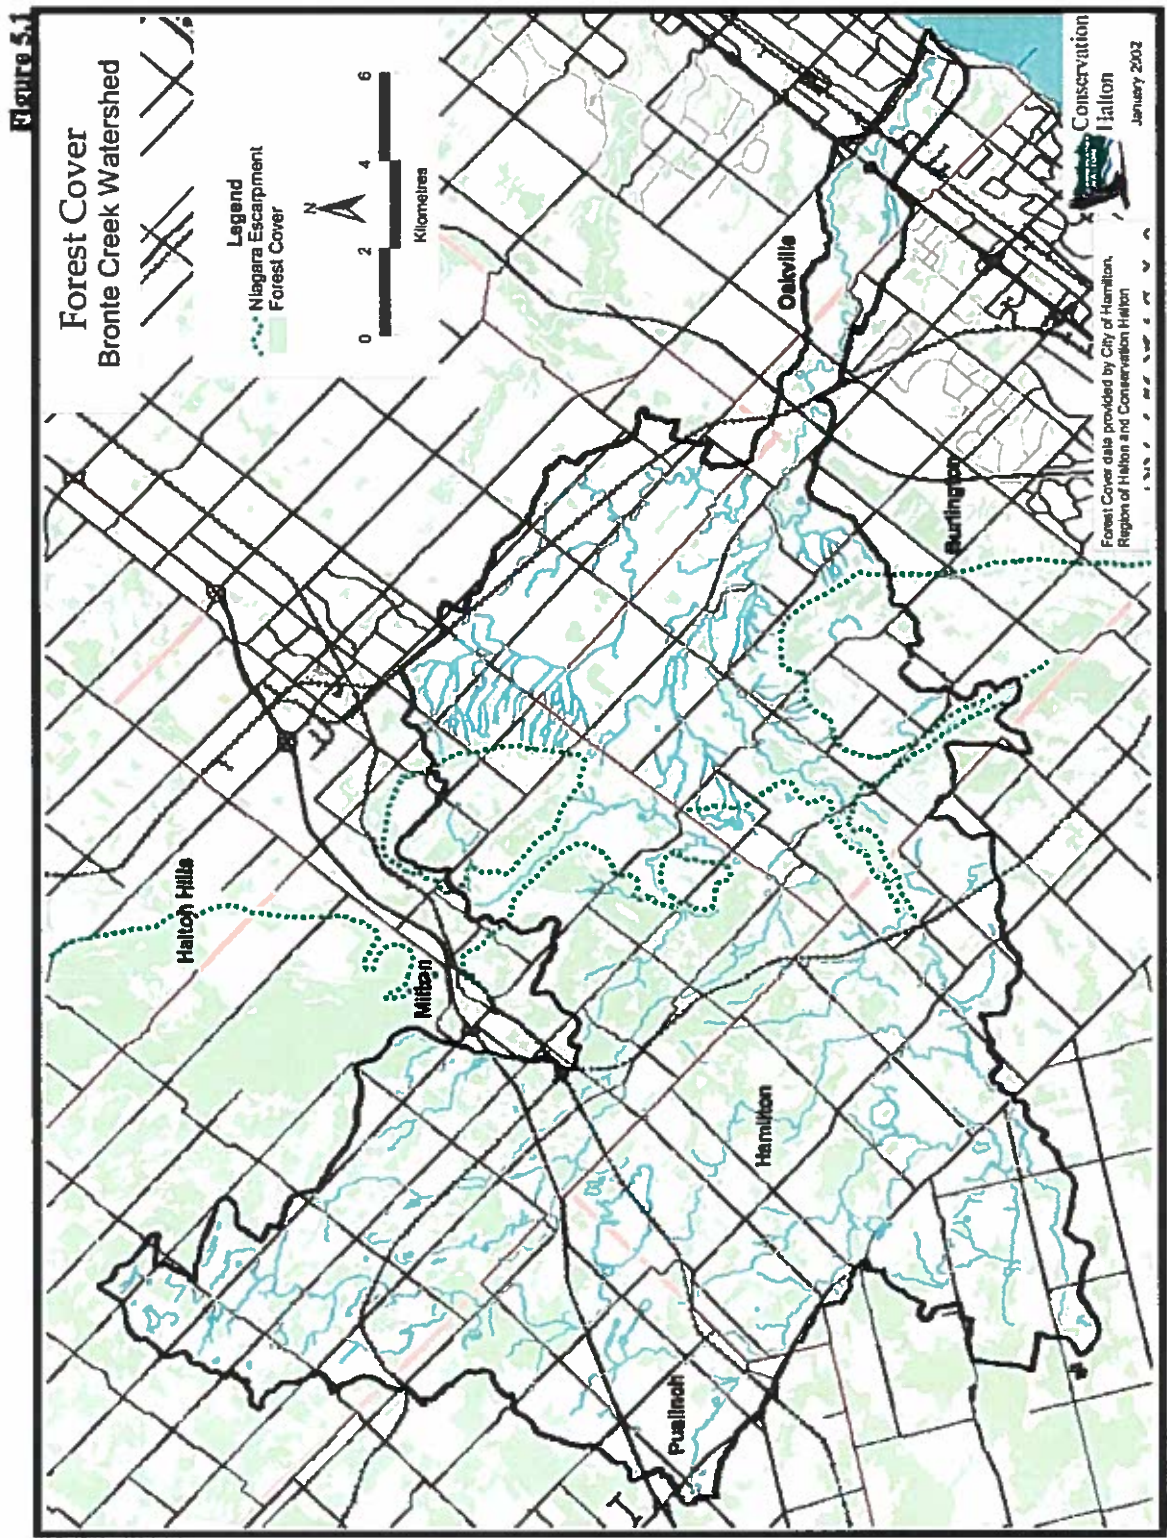 Figure 5.1
Forest Cover
Bronte Creek Watershed
Legend
Niagara Escarpment
Forest Cover
N
0 2 4 6
Kilometres
Halton Hills
Milton
Oakville
Burlington
Hamilton
Puslinch
Forest Cover data provided by City of Hamilton,
Region of Halton and Conservation Halton
Conservation
Halton
January 2002